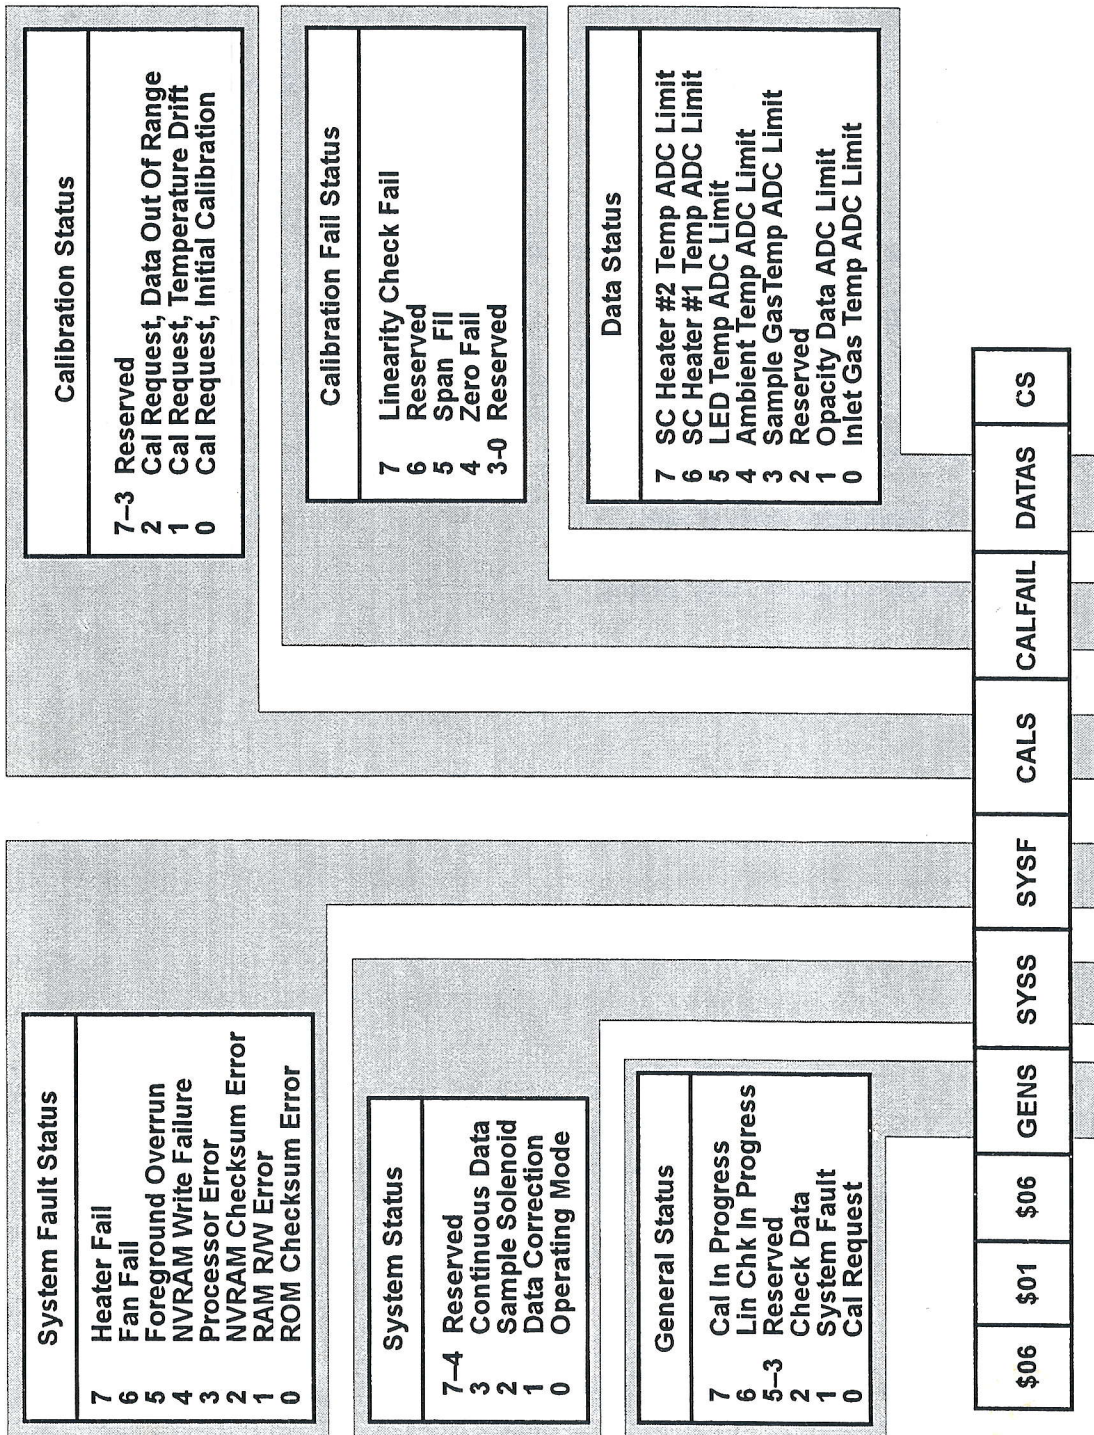 System Fault Status
7 Heater Fail
6 Fan Fail
5 Foreground Overrun
4 NVRAM Write Failure
3 Processor Error
2 NVRAM Checksum Error
1 RAM R/W Error
0 ROM Checksum Error
System Status
7–4 Reserved
3 Continuous Data
2 Sample Solenoid
1 Data Correction
0 Operating Mode
General Status
7 Cal In Progress
6 Lin Chk In Progress
5–3 Reserved
2 Check Data
1 System Fault
0 Cal Request
Calibration Status
7–3 Reserved
2 Cal Request, Data Out Of Range
1 Cal Request, Temperature Drift
0 Cal Request, Initial Calibration
Calibration Fail Status
7 Linearity Check Fail
6 Reserved
5 Span Fil
4 Zero Fail
3-0 Reserved
Data Status
7 SC Heater #2 Temp ADC Limit
6 SC Heater #1 Temp ADC Limit
5 LED Temp ADC Limit
4 Ambient Temp ADC Limit
3 Sample GasTemp ADC Limit
2 Reserved
1 Opacity Data ADC Limit
0 Inlet Gas Temp ADC Limit
$06 $01 $06 GENS SYSS SYSF CALS CALFAIL DATAS CS